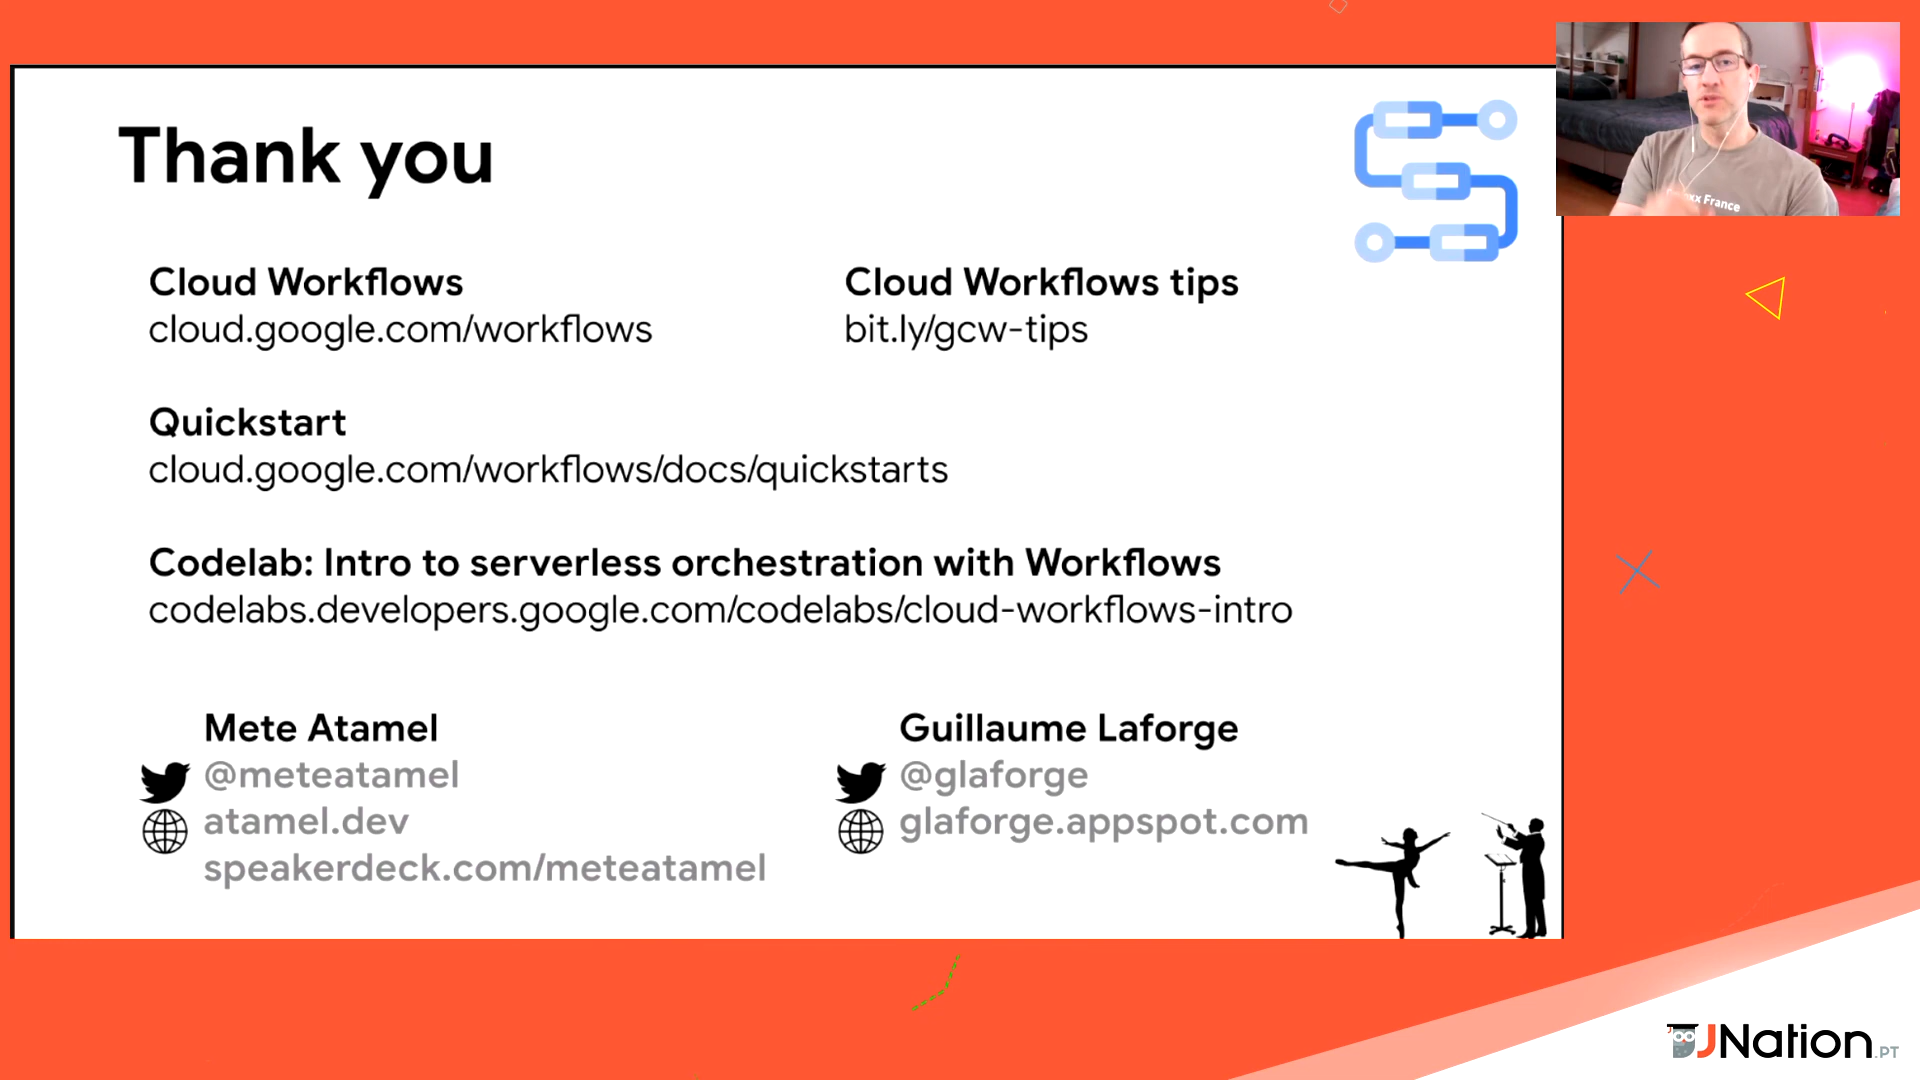 Thank you
Cloud Workflows
cloud.google.com/workflows
Cloud Workflows tips
bit.ly/gcw-tips
Quickstart
cloud.google.com/workflows/docs/quickstarts
Codelab: Intro to serverless orchestration with Workflows
codelabs.developers.google.com/codelabs/cloud-workflows-intro
Mete Atamel
@meteatamel
atamel.dev
speakerdeck.com/meteatamel
Guillaume Laforge
@glaforge
glaforge.appspot.com
France
JNation.PT